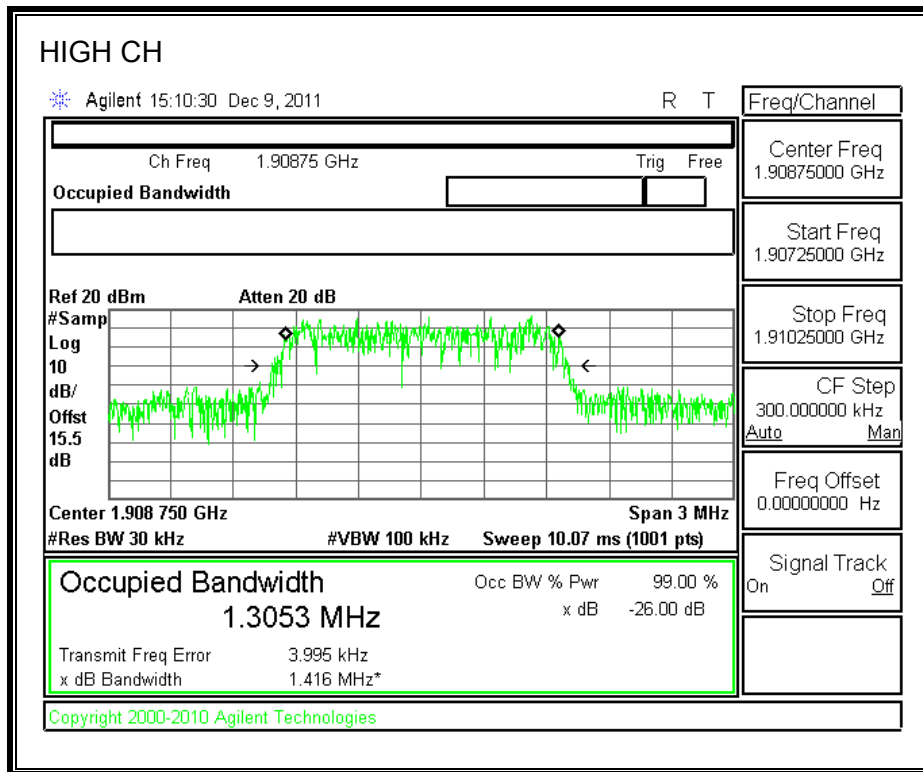 HIGH CH
Agilent 15:10:30 Dec 9, 2011 R T
Freq/Channel
Ch Freq 1.90875 GHz Trig Free
Occupied Bandwidth
Center Freq
1.90875000 GHz
Start Freq
1.90725000 GHz
Stop Freq
1.91025000 GHz
CF Step
300.000000 kHz
Auto Man
Freq Offset
0.00000000 Hz
Signal Track
On Off
Ref 20 dBm Atten 20 dB
#Samp
Log
10
dB/
Offst
15.5
dB
Center 1.908 750 GHz Span 3 MHz
#Res BW 30 kHz #VBW 100 kHz Sweep 10.07 ms (1001 pts)
Occupied Bandwidth Occ BW % Pwr 99.00 %
1.3053 MHz x dB -26.00 dB
Transmit Freq Error 3.995 kHz
x dB Bandwidth 1.416 MHz*
Copyright 2000-2010 Agilent Technologies